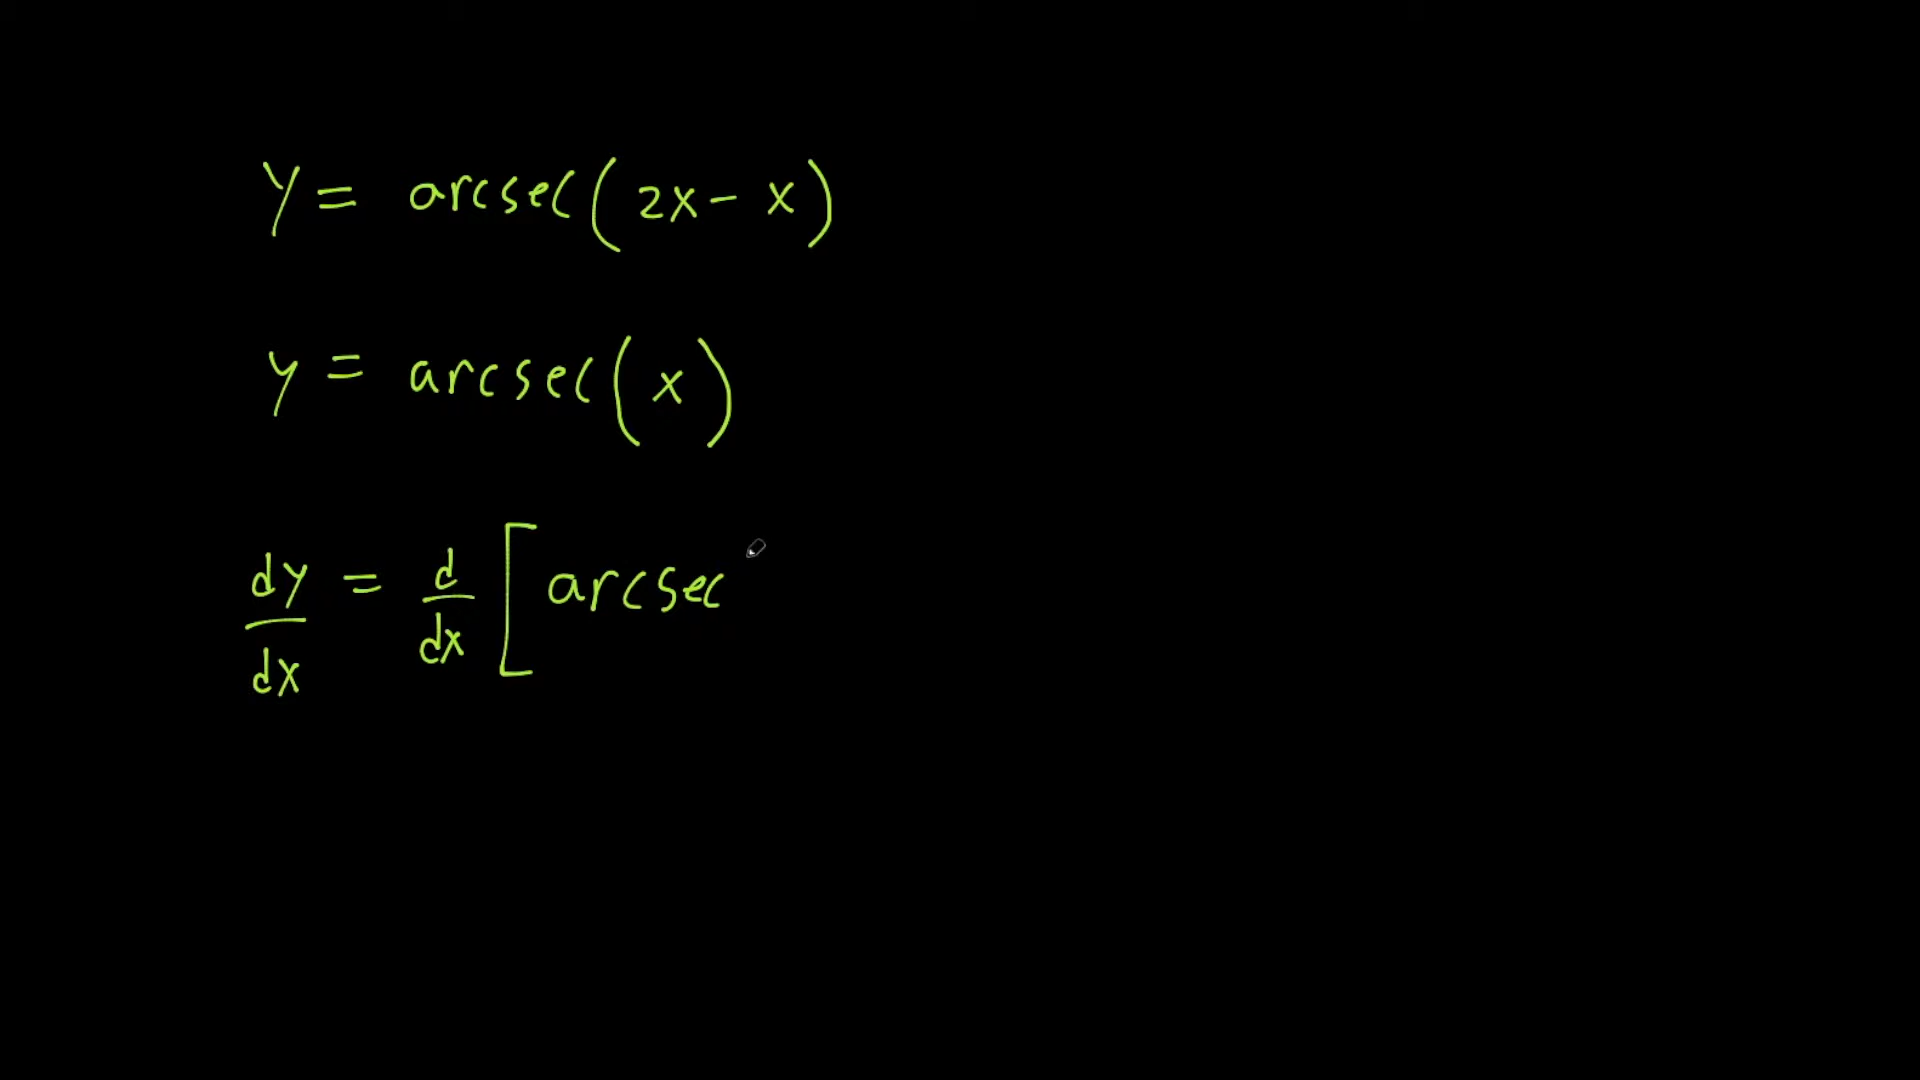 y = arcsec(2x - x)
y = arcsec(x)
dy/dx = d/dx [arcsec